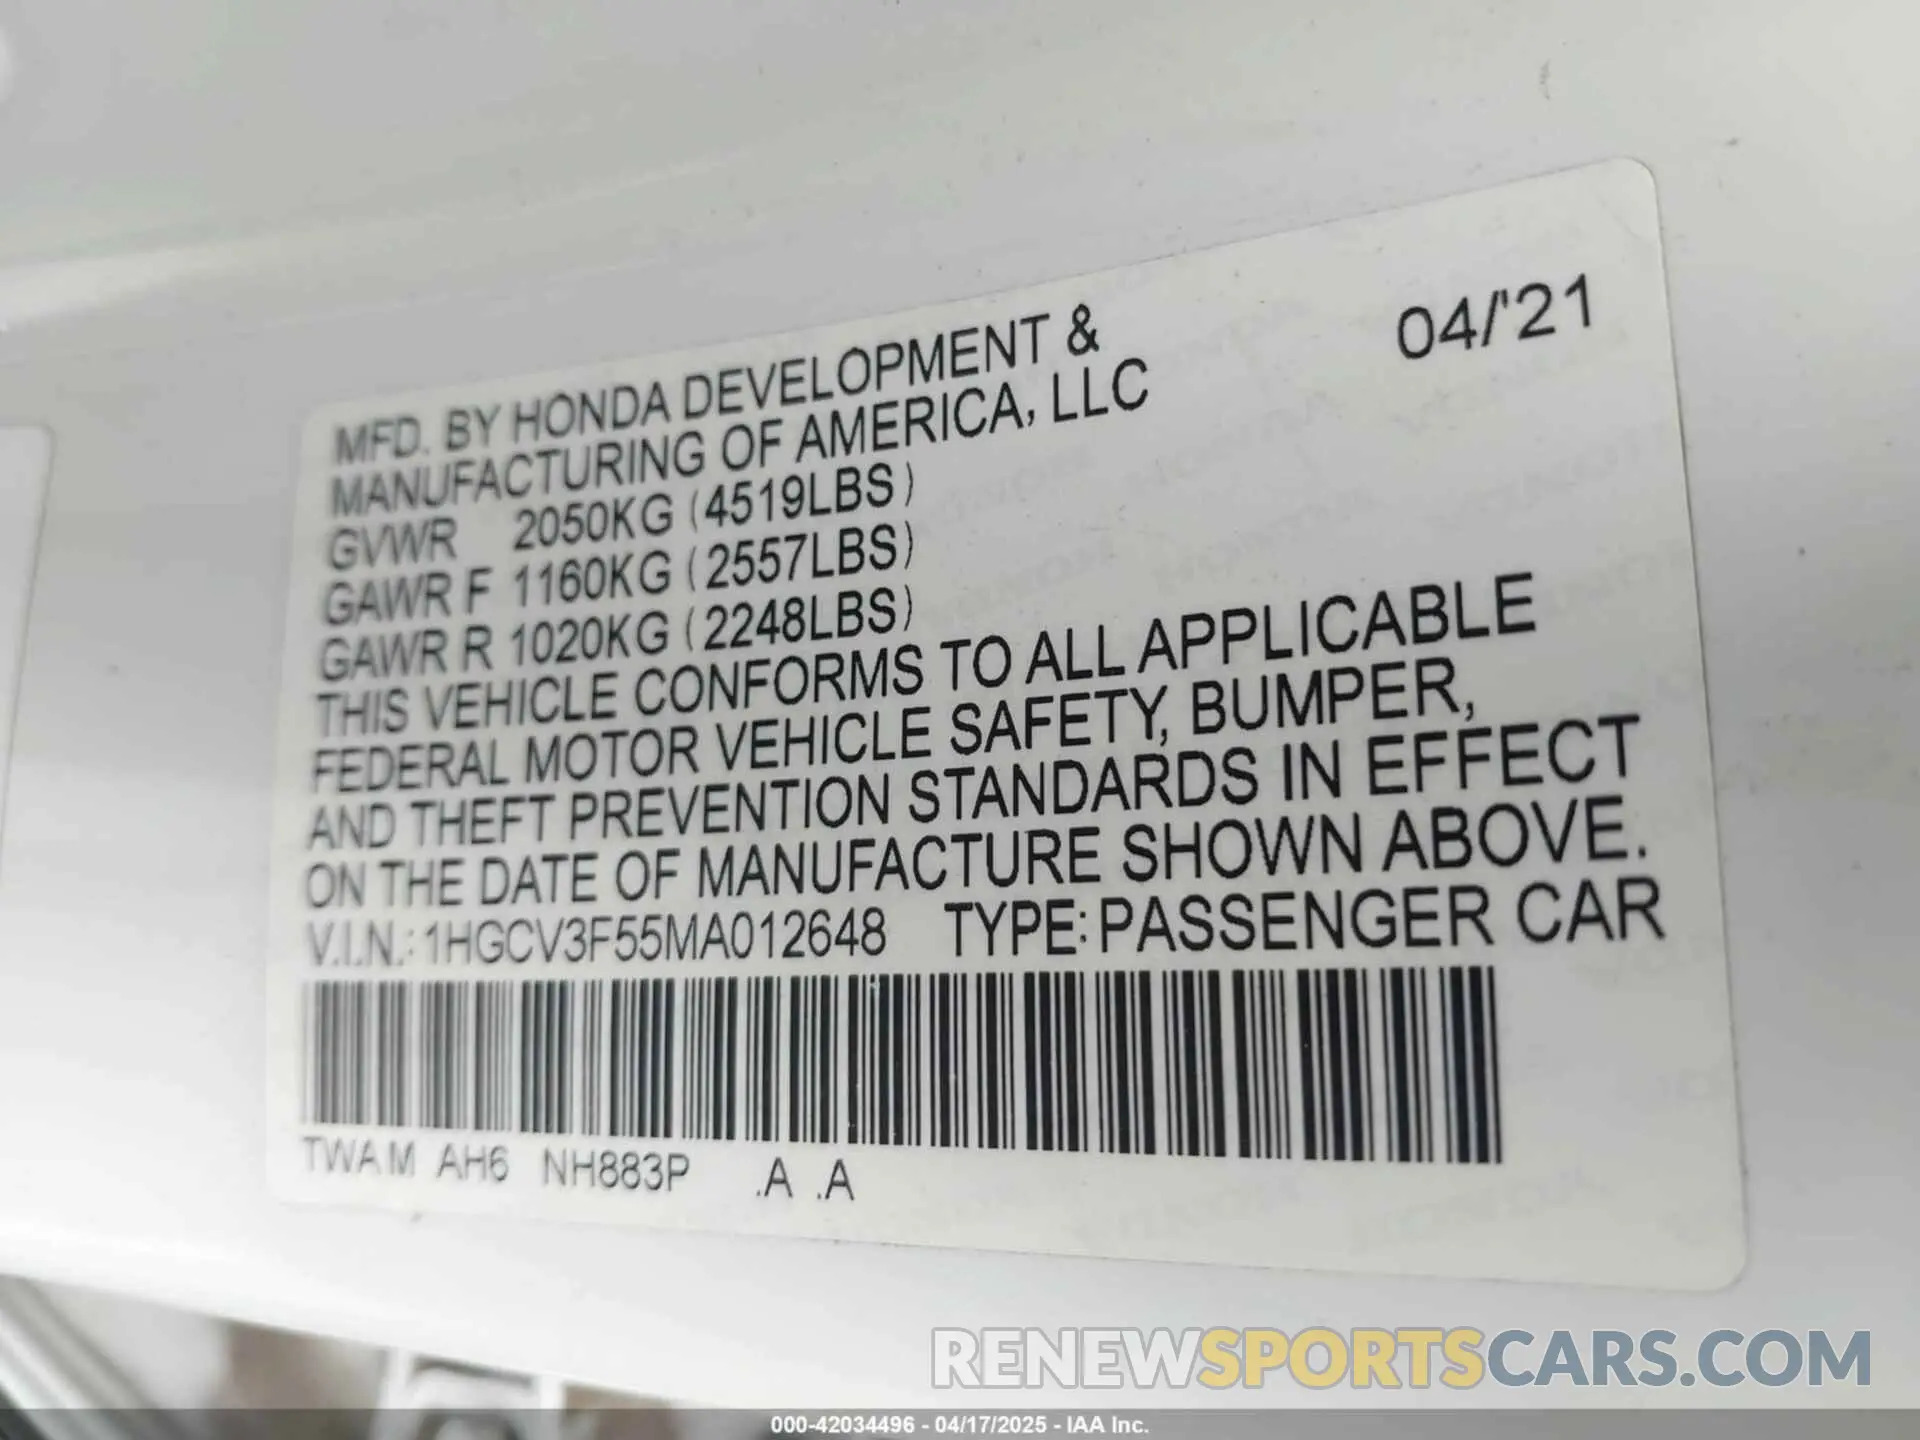 04/'21
MFD. BY HONDA DEVELOPMENT &
MANUFACTURING OF AMERICA, LLC
GVWR 2050KG (4519LBS)
GAWR F 1160KG (2557LBS)
GAWR R 1020KG (2248LBS)
THIS VEHICLE CONFORMS TO ALL APPLICABLE
FEDERAL MOTOR VEHICLE SAFETY, BUMPER,
AND THEFT PREVENTION STANDARDS IN EFFECT
ON THE DATE OF MANUFACTURE SHOWN ABOVE.
V.I.N.: 1HGCV3F55MA012648 TYPE: PASSENGER CAR
TWAM AH6 NH883P .A .A
RENEWSPORTSCARS.COM
000-42034496 - 04/17/2025 - IAA Inc.